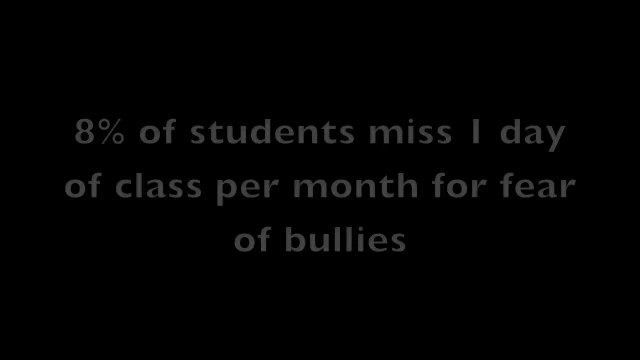 8% of students miss 1 day
of class per month for fear
of bullies